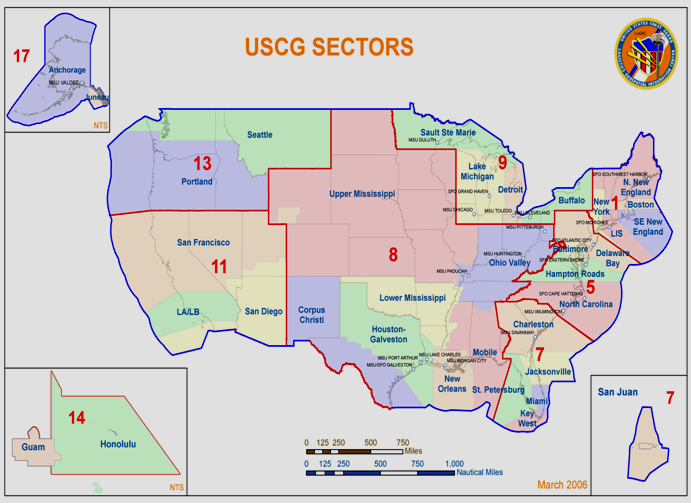 USCG SECTORS
17
Anchorage
MSU VALDEZ
Juneau
NTS
Seattle
13
Portland
Sault Ste Marie
MSU DULUTH
Lake
Michigan
9
SFO GRAND HAVEN
Detroit
MSU CHICAGO
MSU TOLEDO
Upper Mississippi
Buffalo
SFO SOUTHWEST HARBOR
N. New
England
1
New
York
Boston
SFO MORICHES
LIS
SE New
England
MSU PITTSBURGH
SFO ATLANTIC CITY
Baltimore
Delaware
Bay
SFO EASTERN SHORE
Hampton Roads
5
San Francisco
11
8
MSU HUNTINGTON
Ohio Valley
MSU PADUCAH
SFO CAPE HATTERAS
North Carolina
MSU WILMINGTON
LA/LB
San Diego
Corpus
Christi
Lower Mississippi
Houston-
Galveston
Charleston
MSU SAVANNAH
7
MSU LAKE CHARLES
MSU PORT ARTHUR
MSU MORGAN CITY
MSU/SFO GALVESTON
Mobile
Jacksonville
New
Orleans
St. Petersburg
Miami
Key
West
14
Guam
Honolulu
NTS
San Juan
7
0 125 250 500 750
Miles
0 125 250 500 750 1,000
Nautical Miles
March 2006